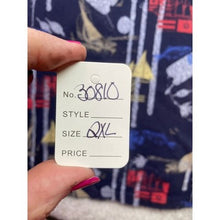 No. 30810
STYLE
SIZE 2XL
PRICE